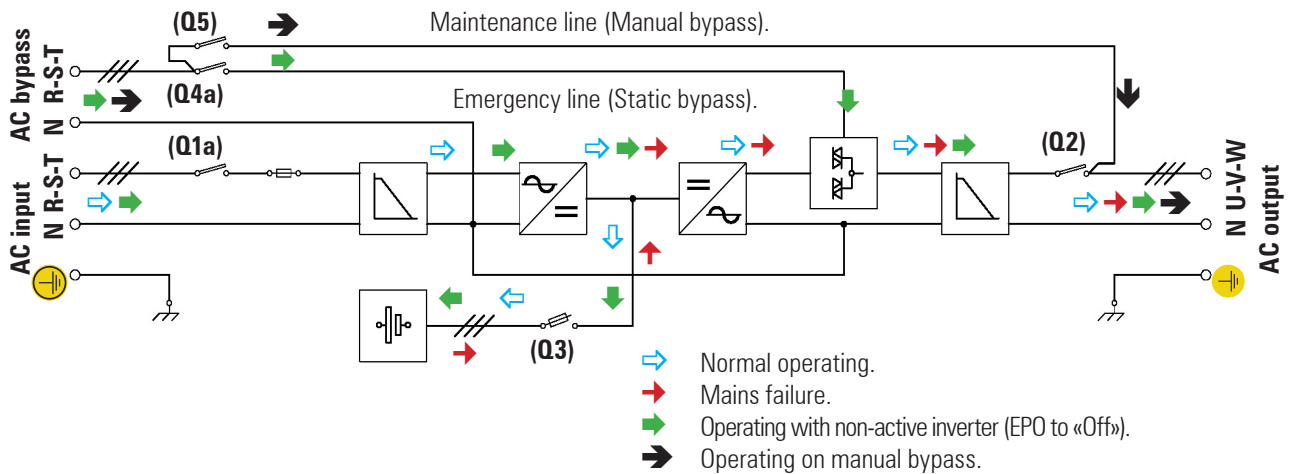 (Q5)
Maintenance line (Manual bypass).
AC bypass
N R-S-T
(Q4a)
Emergency line (Static bypass).
(Q1a)
(Q2)
AC input
N R-S-T
N U-V-W
AC output
(Q3)
Normal operating.
Mains failure.
Operating with non-active inverter (EPO to «Off»).
Operating on manual bypass.